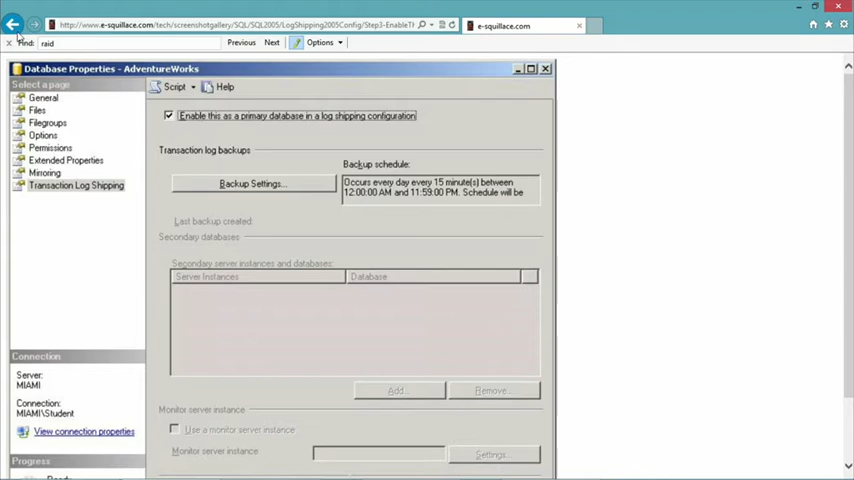 http://www.e-squillace.com/tech/screenshotgallery/SQL/SQL2005/LogShipping2005Config/Step3-EnableTh
e-squillace.com
Find: raid
Previous Next Options
Database Properties - AdventureWorks
Select a page
General
Files
Filegroups
Options
Permissions
Extended Properties
Mirroring
Transaction Log Shipping
Script
Help
Enable this as a primary database in a log shipping configuration
Transaction log backups
Backup schedule:
Backup Settings...
Occurs every day every 15 minute(s) between
12:00:00 AM and 11:59:00 PM. Schedule will be
Last backup created:
Secondary databases
Secondary server instances and databases:
Server Instances
Database
Add...
Remove...
Monitor server instance
Use a monitor server instance
Monitor server instance
Settings...
Connection
Server:
MIAMI
Connection:
MIAMI\Student
View connection properties
Progress